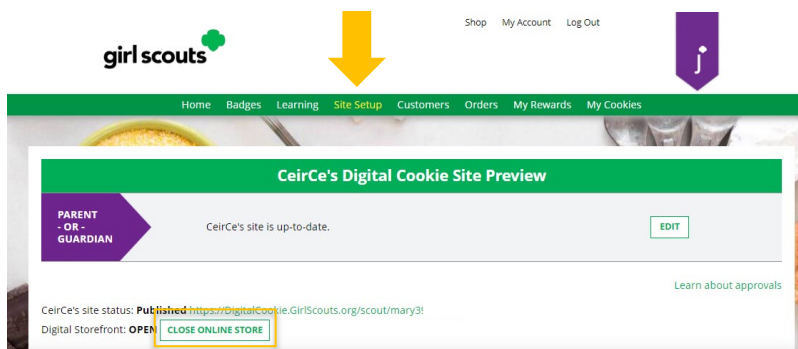 Shop My Account Log Out
girl scouts
j
Home Badges Learning Site Setup Customers Orders My Rewards My Cookies
CeirCe's Digital Cookie Site Preview
PARENT
- OR -
GUARDIAN
CeirCe's site is up-to-date.
EDIT
Learn about approvals
CeirCe's site status: Published https://DigitalCookie.GirlScouts.org/scout/mary39
Digital Storefront: OPEN CLOSE ONLINE STORE